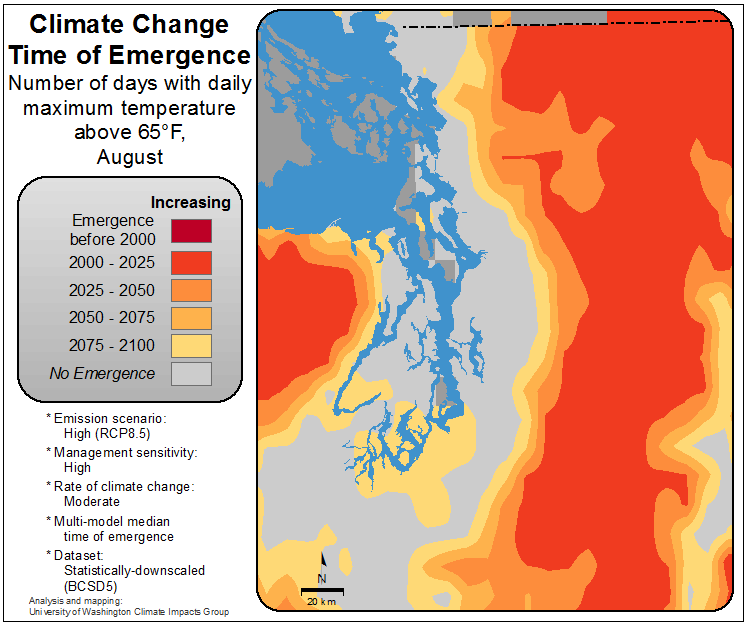 Climate Change
Time of Emergence
Number of days with daily
maximum temperature
above 65°F,
August
Increasing
Emergence
before 2000
2000 - 2025
2025 - 2050
2050 - 2075
2075 - 2100
No Emergence
* Emission scenario:
High (RCP8.5)
* Management sensitivity:
High
* Rate of climate change:
Moderate
* Multi-model median
time of emergence
* Dataset:
Statistically-downscaled
(BCSD5)
Analysis and mapping:
University of Washington Climate Impacts Group
N
20 km